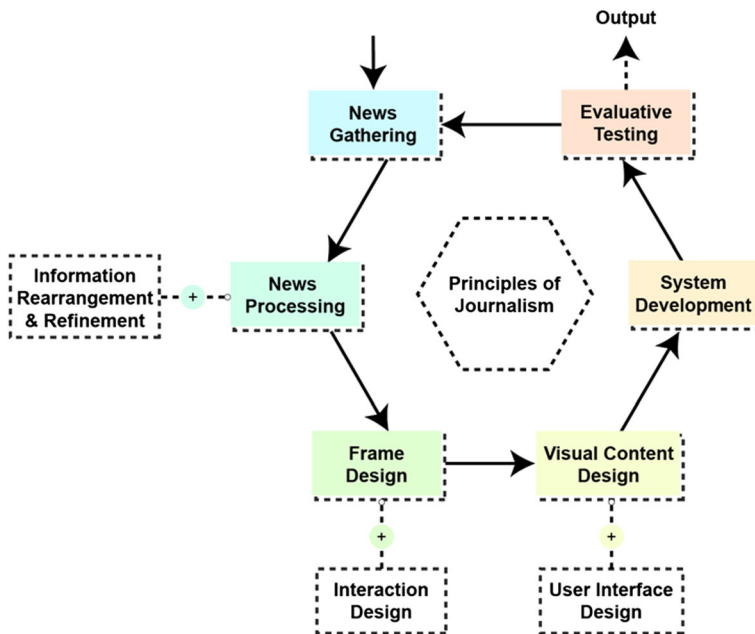 Output
News
Gathering
Evaluative
Testing
Information
Rearrangement
& Refinement
+
News
Processing
Principles of
Journalism
System
Development
Frame
Design
Visual Content
Design
+
+
Interaction
Design
User Interface
Design